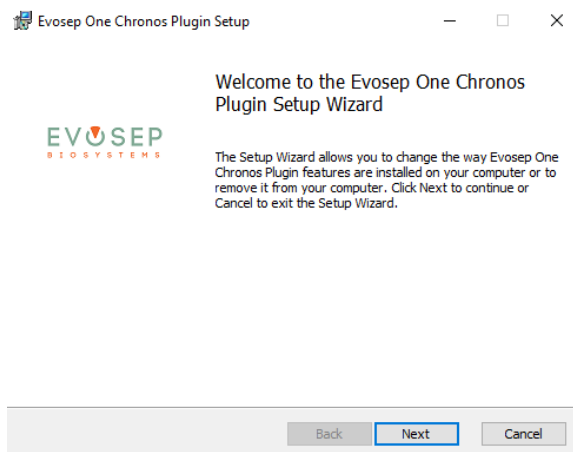 Evosep One Chronos Plugin Setup
Welcome to the Evosep One Chronos
Plugin Setup Wizard
EVOSEP
BIOSYSTEMS
The Setup Wizard allows you to change the way Evosep One
Chronos Plugin features are installed on your computer or to
remove it from your computer. Click Next to continue or
Cancel to exit the Setup Wizard.
Back
Next
Cancel